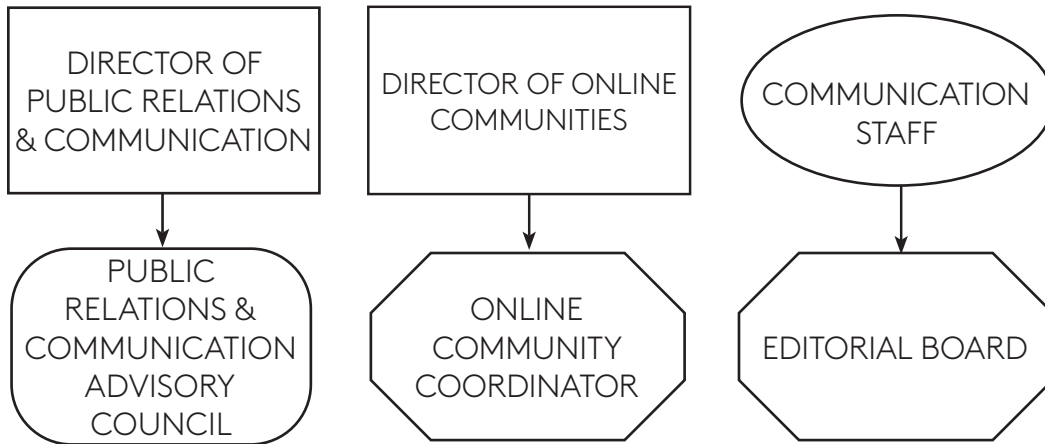 DIRECTOR OF
PUBLIC RELATIONS
& COMMUNICATION
DIRECTOR OF ONLINE
COMMUNITIES
COMMUNICATION
STAFF
PUBLIC
RELATIONS &
COMMUNICATION
ADVISORY
COUNCIL
ONLINE
COMMUNITY
COORDINATOR
EDITORIAL BOARD